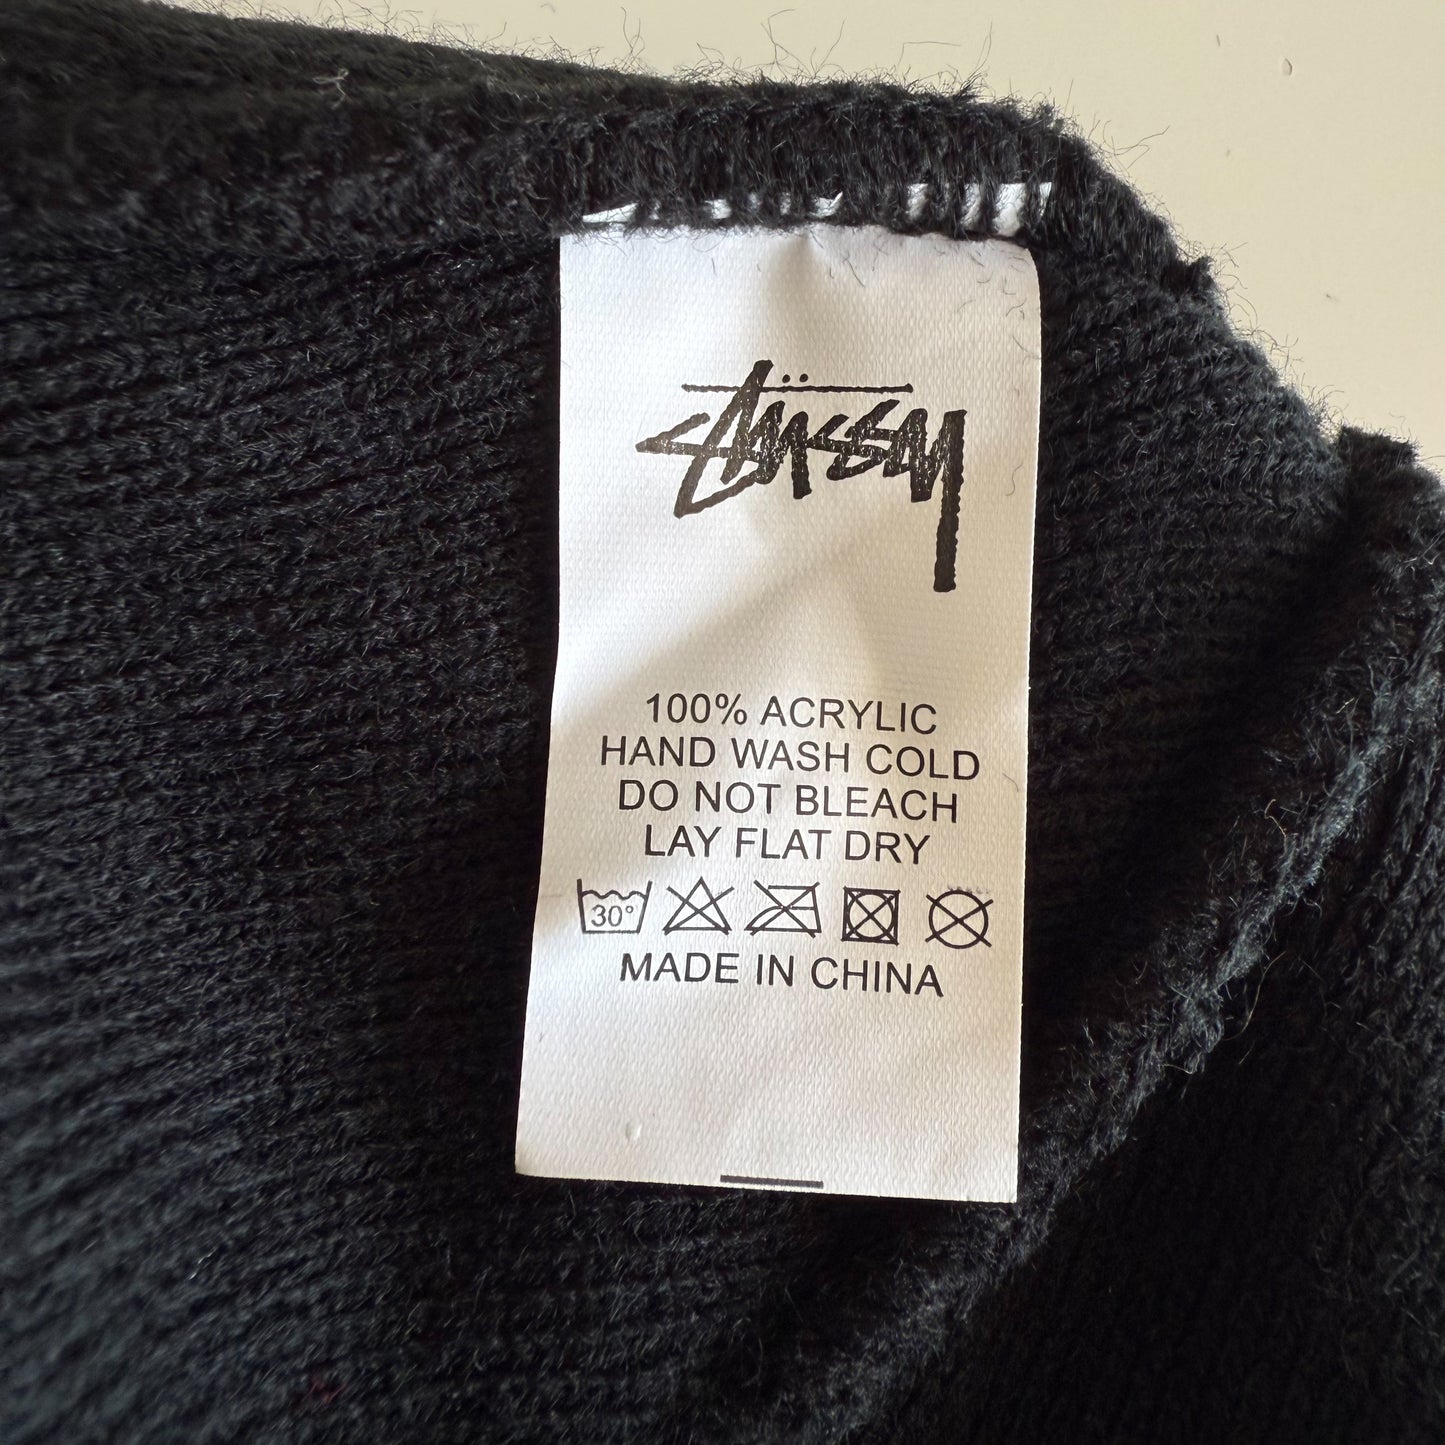 Stüssy
100% ACRYLIC
HAND WASH COLD
DO NOT BLEACH
LAY FLAT DRY
30°
MADE IN CHINA